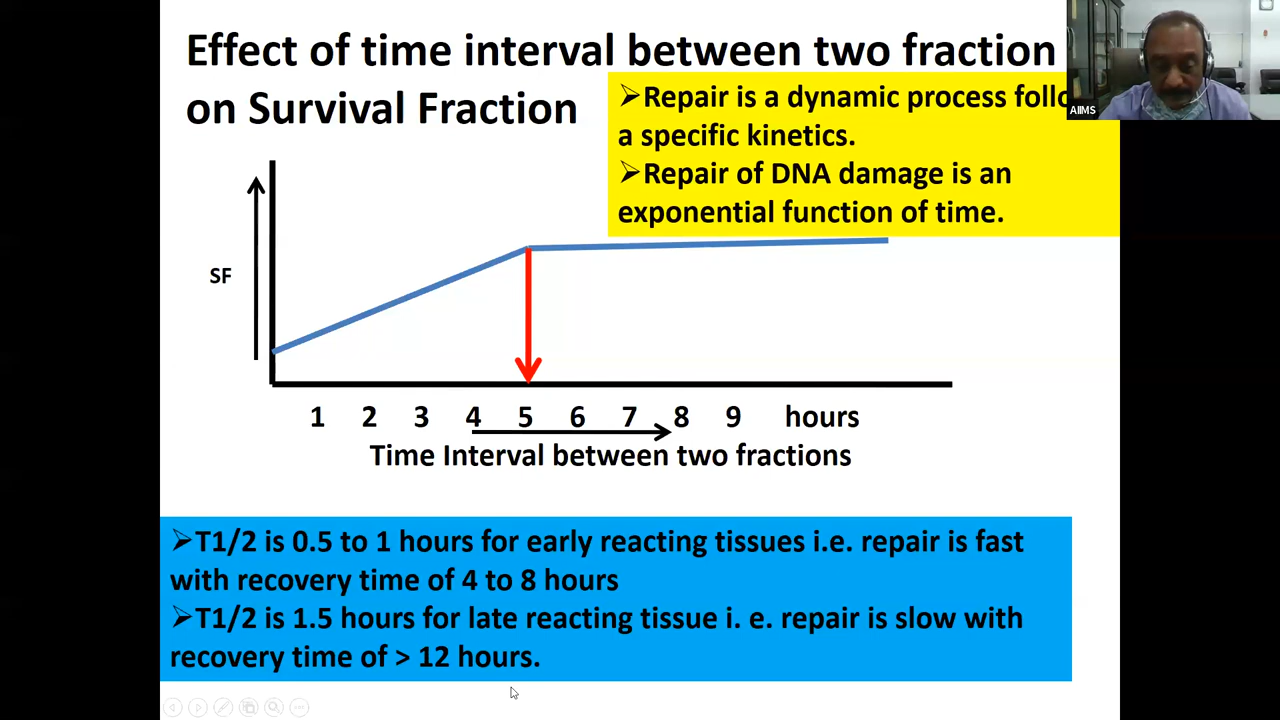 Effect of time interval between two fraction
on Survival Fraction
➢Repair is a dynamic process follo
a specific kinetics.
➢Repair of DNA damage is an
exponential function of time.
AIIMS
SF
1 2 3 4 5 6 7 8 9 hours
Time Interval between two fractions
➢T1/2 is 0.5 to 1 hours for early reacting tissues i.e. repair is fast
with recovery time of 4 to 8 hours
➢T1/2 is 1.5 hours for late reacting tissue i. e. repair is slow with
recovery time of > 12 hours.